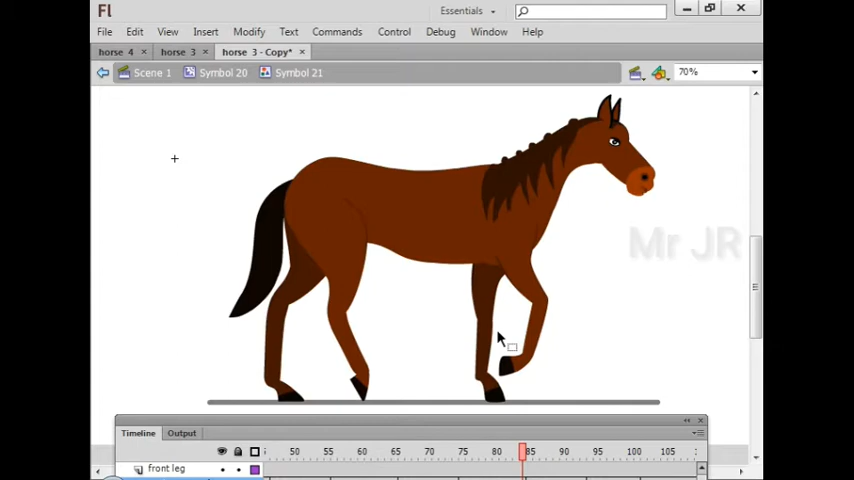 Fl
Essentials
File Edit View Insert Modify Text Commands Control Debug Window Help
horse 4 × horse 3 × horse 3 - Copy* ×
Scene 1 Symbol 20 Symbol 21 70%
Mr JR
Timeline Output
50 55 60 65 70 75 80 85 90 95 100 105
front leg